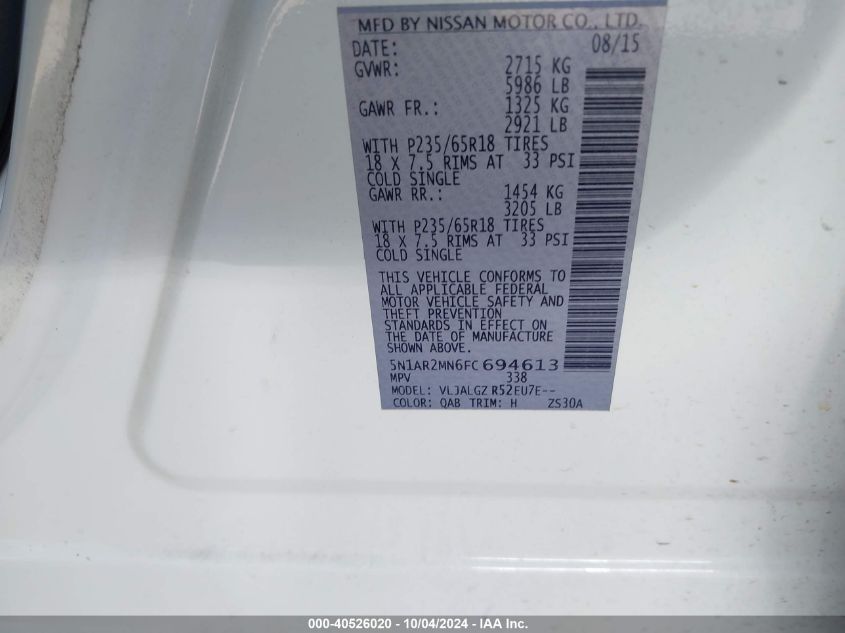 MFD BY NISSAN MOTOR CO., LTD.
DATE: 08/15
GVWR: 2715 KG
5986 LB
GAWR FR.: 1325 KG
2921 LB
WITH P235/65R18 TIRES
18 X 7.5 RIMS AT 33 PSI
COLD SINGLE
GAWR RR.: 1454 KG
3205 LB
WITH P235/65R18 TIRES
18 X 7.5 RIMS AT 33 PSI
COLD SINGLE
THIS VEHICLE CONFORMS TO
ALL APPLICABLE FEDERAL
MOTOR VEHICLE SAFETY AND
THEFT PREVENTION
STANDARDS IN EFFECT ON
THE DATE OF MANUFACTURE
SHOWN ABOVE.
5N1AR2MN6FC 694613
MPV 338
MODEL: VLJALGZ R52EU7E--
COLOR: QAB TRIM: H ZS30A
000-40526020 - 10/04/2024 - IAA Inc.